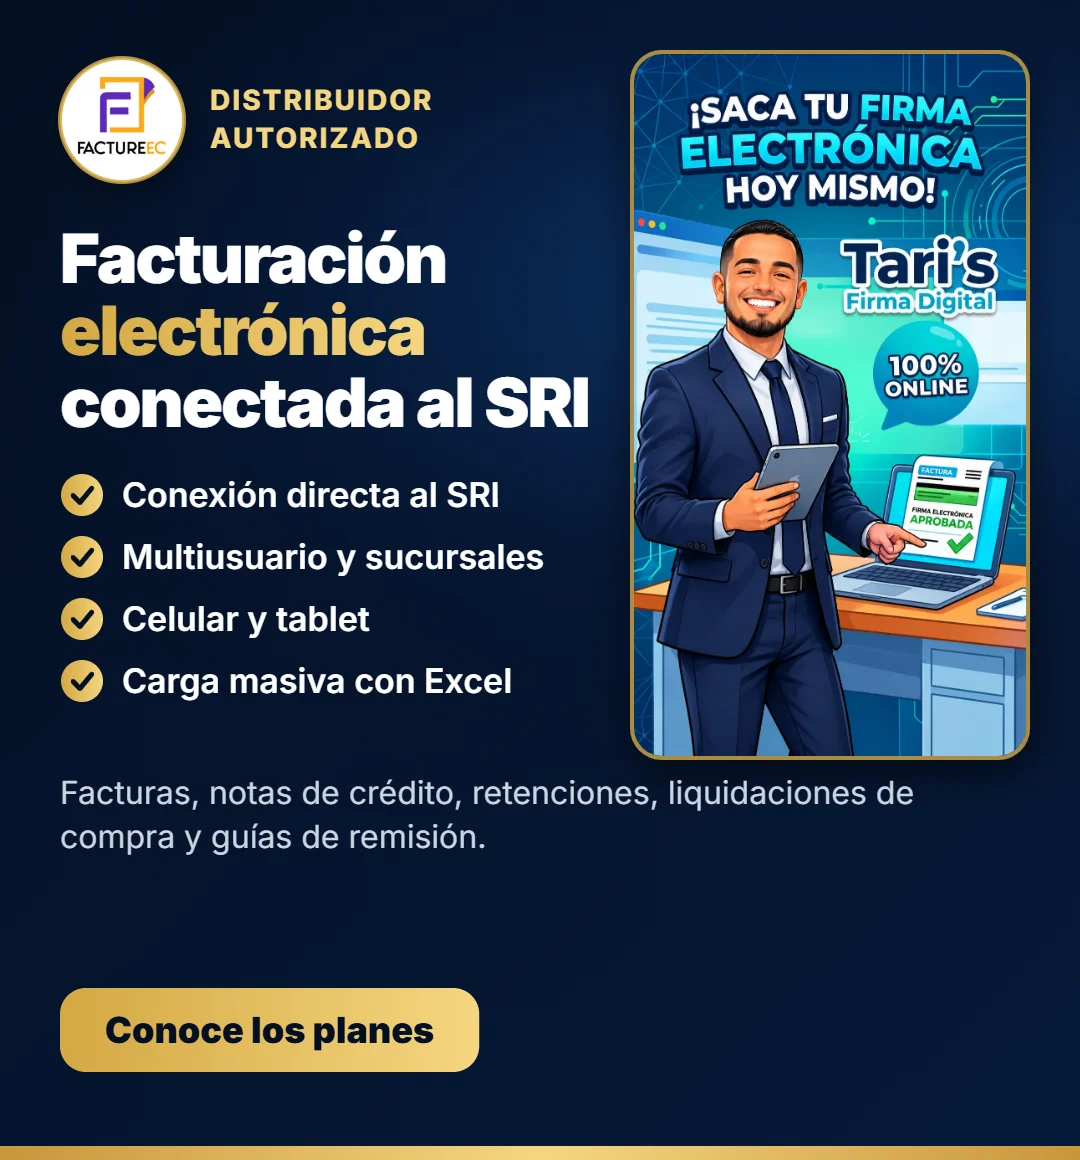 FACTUREEC
DISTRIBUIDOR
AUTORIZADO
Facturación
electrónica
conectada al SRI
Conexión directa al SRI
Multiusuario y sucursales
Celular y tablet
Carga masiva con Excel
¡SACA TU FIRMA
ELECTRÓNICA
HOY MISMO!
Tari's
Firma Digital
100%
ONLINE
FACTURA
FIRMA ELECTRÓNICA
APROBADA
Facturas, notas de crédito, retenciones, liquidaciones de
compra y guías de remisión.
Conoce los planes